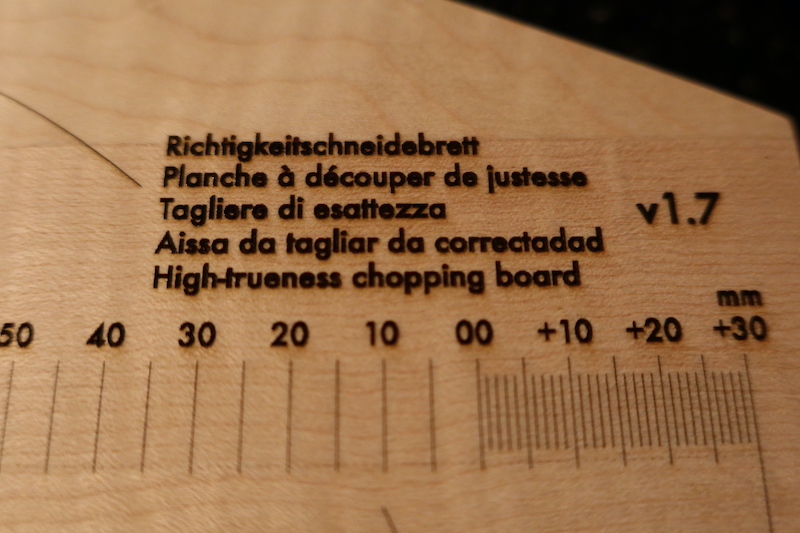 Richtigkeitschneidebrett
Planche à découper de justesse
Tagliere di esattezza
v1.7
Aissa da tagliar da correctadad
High-trueness chopping board
mm
50 40 30 20 10 00 +10 +20 +30